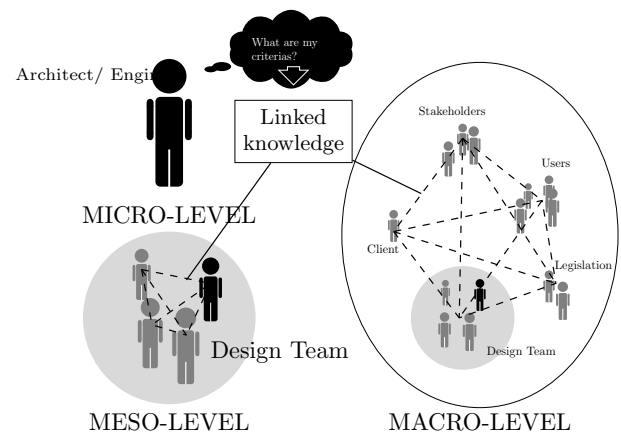 What are my
criterias?
Architect/ Engin
Linked
knowledge
Stakeholders
Users
MICRO-LEVEL
Client
Legislation
Design Team
Design Team
MESO-LEVEL
MACRO-LEVEL